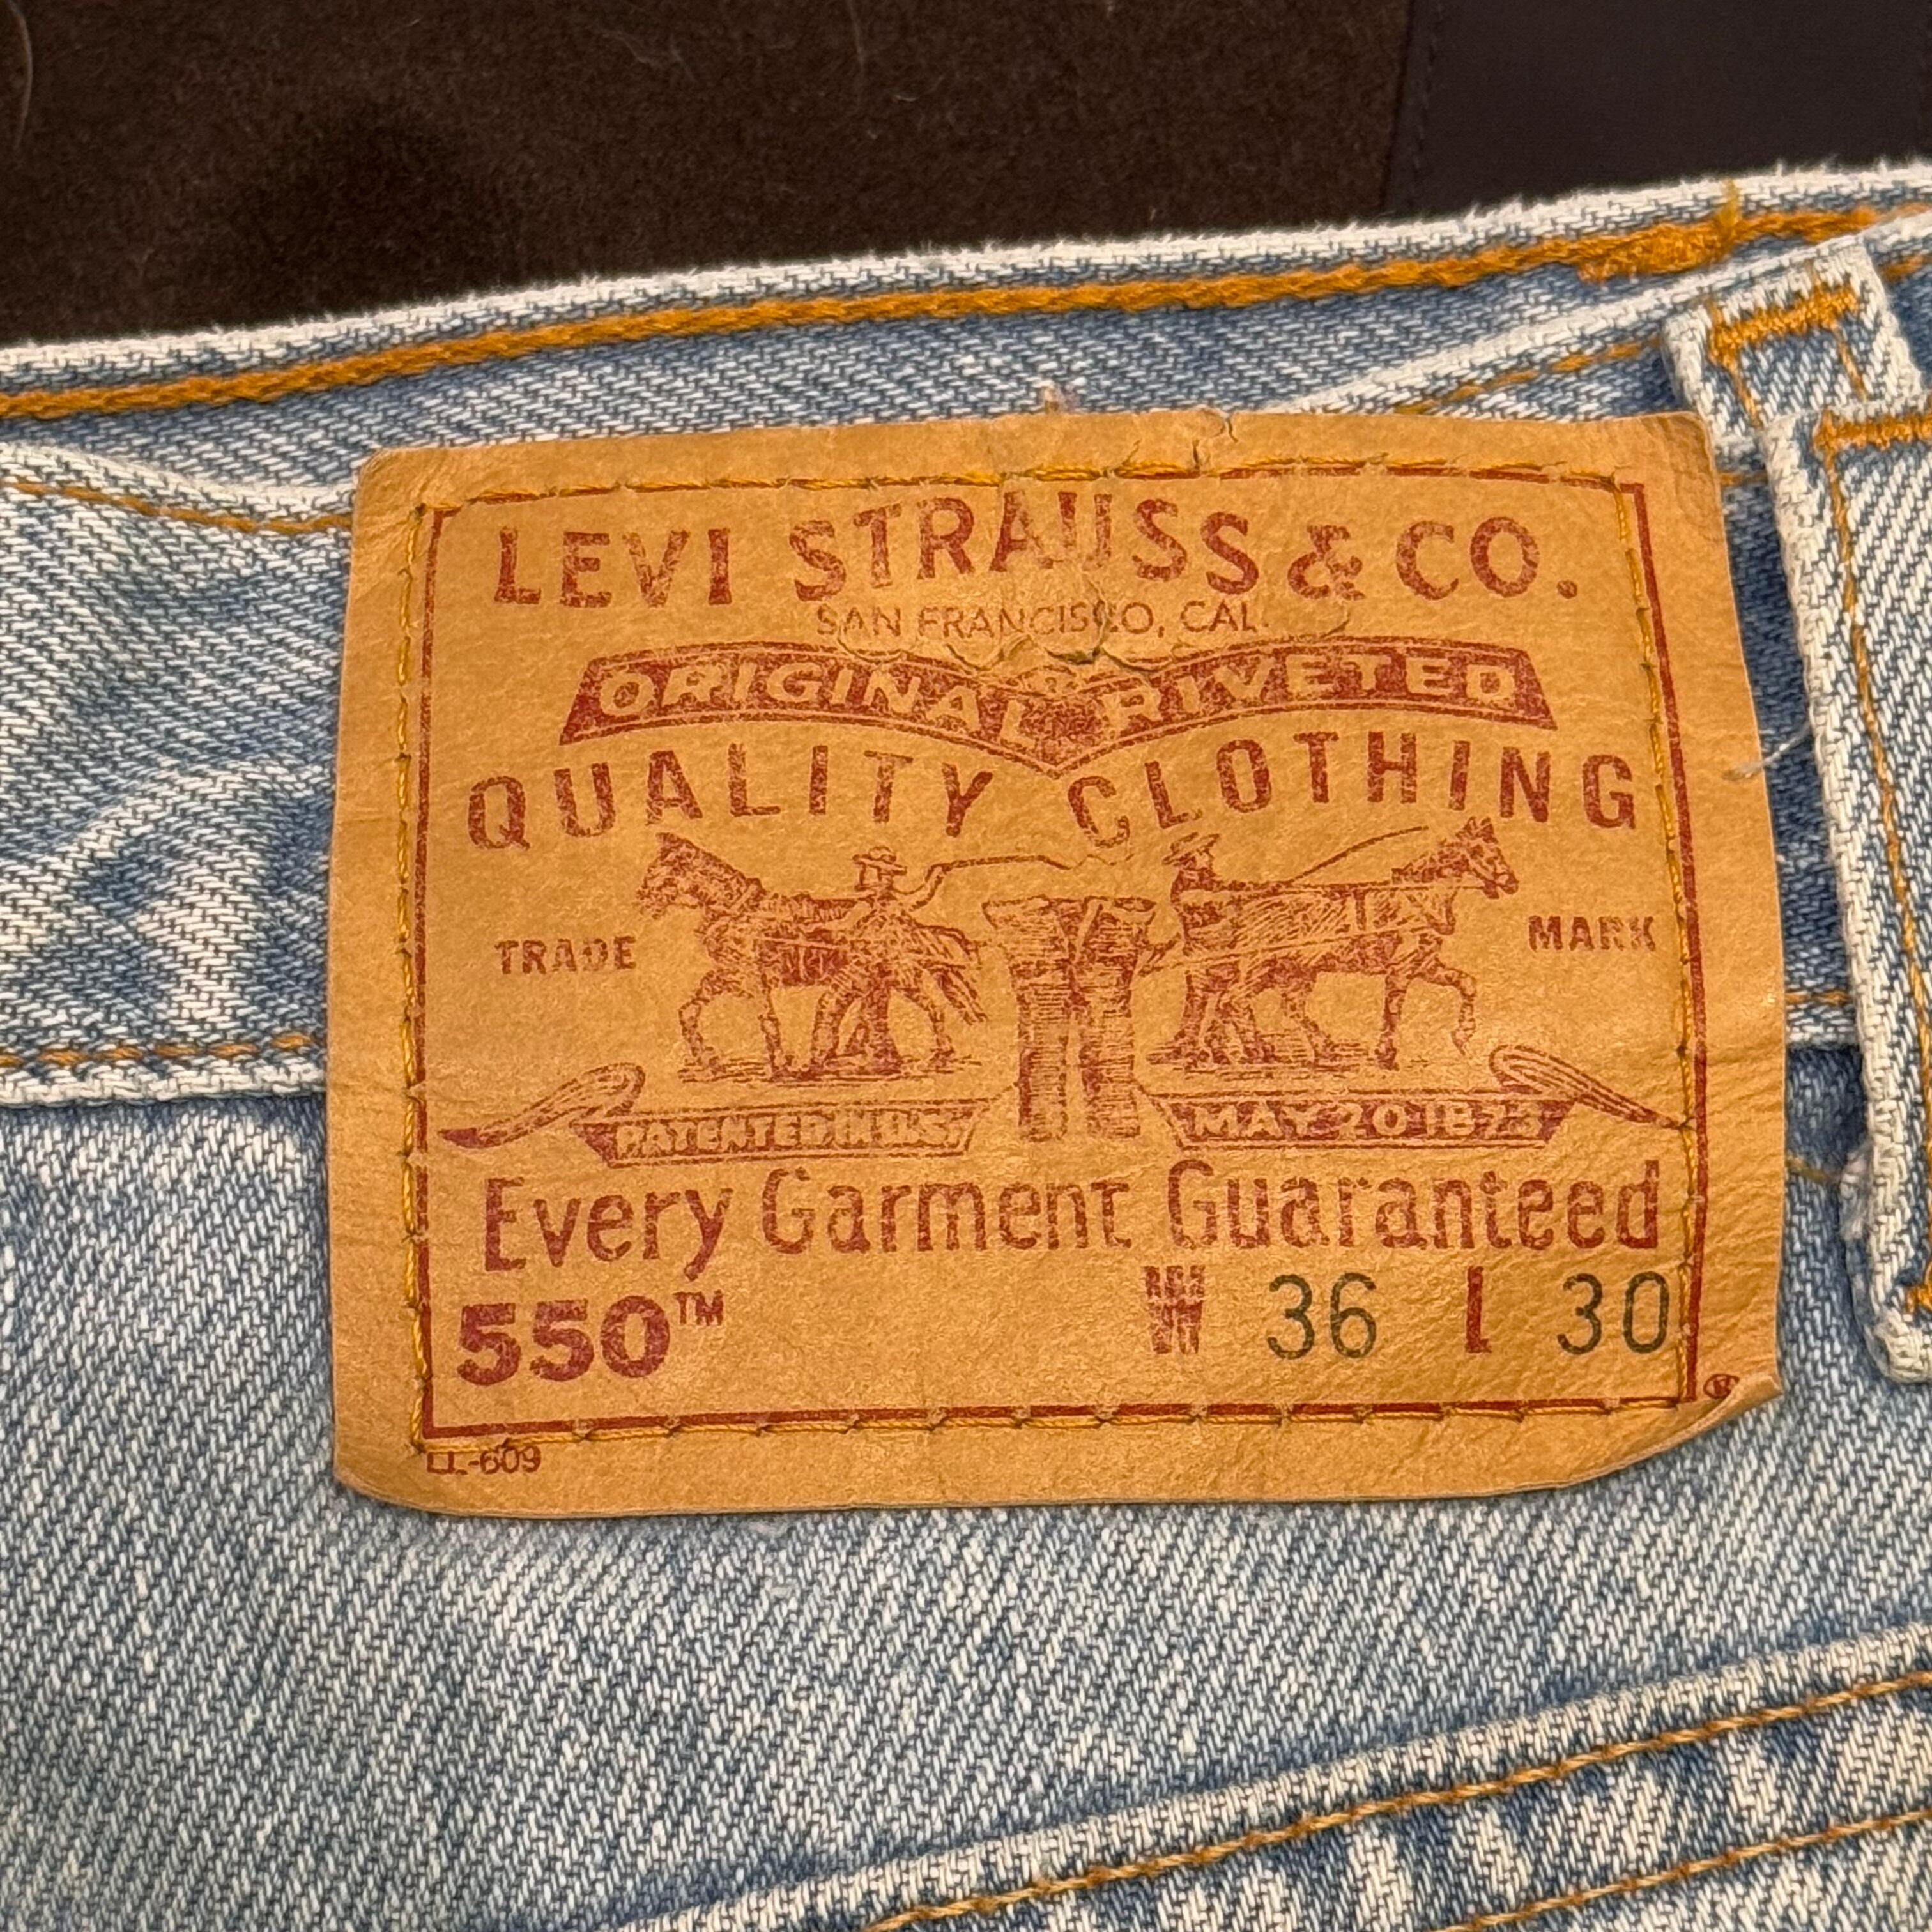 LEVI STRAUSS & CO.
SAN FRANCISCO, CAL.
ORIGINAL RIVETED
QUALITY CLOTHING
TRADE MARK
PATENTED IN U.S. MAY 20 1873
Every Garment Guaranteed
550™ W 36 L 30
®
LL-609